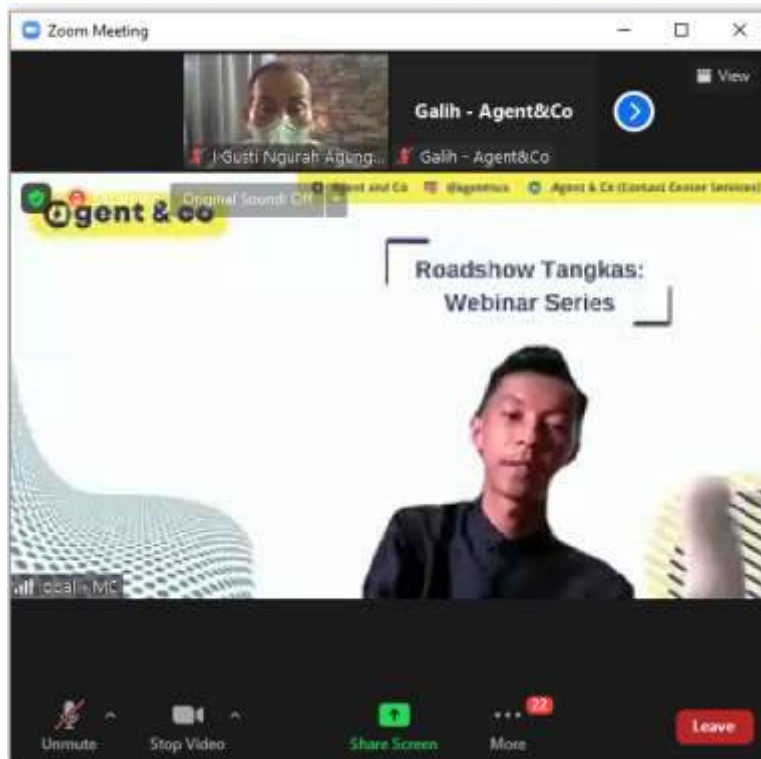 Zoom Meeting
View
Galih - Agent&Co
I Gusti Ngurah Agung...
Galih - Agent&Co
Original Sound: Off
Agent and Co
Agent & Co (Contact Center Services)
agent & co
Roadshow Tangkas:
Webinar Series
Iqbal - MC
22
Unmute
Stop Video
Share Screen
More
Leave